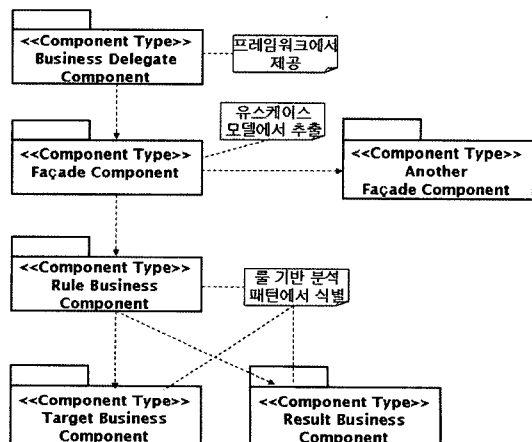 <<Component Type>>
Business Delegate
Component
프레임워크에서
제공
유스케이스
모델에서 추출
<<Component Type>>
Façade Component
<<Component Type>>
Another
Façade Component
<<Component Type>>
Rule Business
Component
룰 기반 분석
패턴에서 식별
<<Component Type>>
Target Business
Component
<<Component Type>>
Result Business
Component